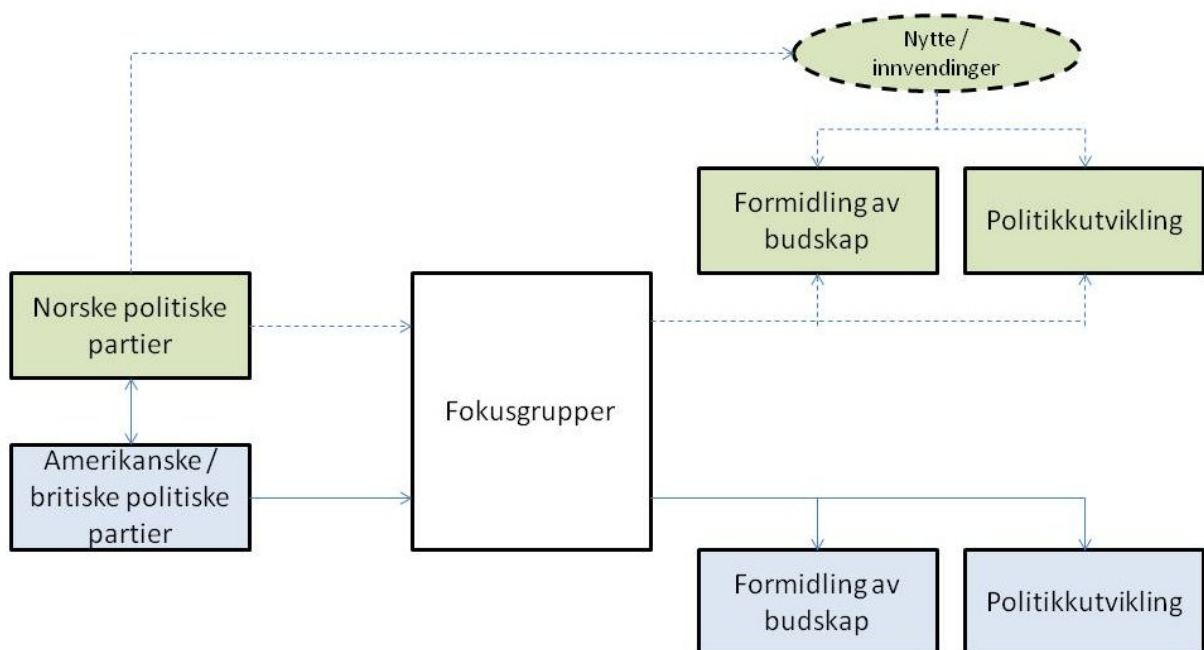 Nytte /
innvendinger
Formidling av
budskap
Politikkutvikling
Norske politiske
partier
Fokusgrupper
Amerikanske /
britiske politiske
partier
Formidling av
budskap
Politikkutvikling